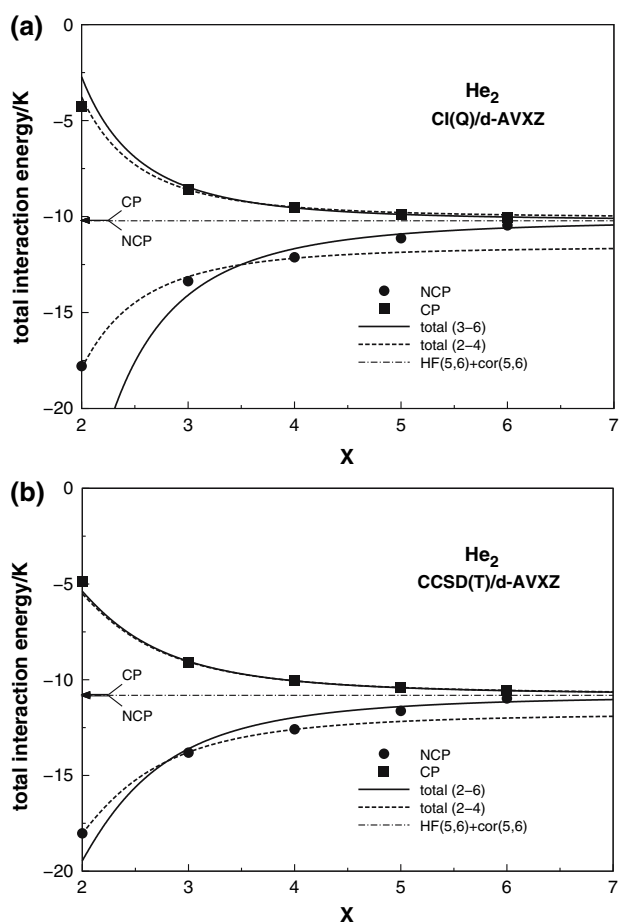 (a)
0
−5
−10
−15
−20
total interaction energy/K
He2
CI(Q)/d-AVXZ
CP
NCP
NCP
CP
total (3−6)
total (2−4)
HF(5,6)+cor(5,6)
2 3 4 5 6 7
X
(b)
0
−5
−10
−15
−20
total interaction energy/K
He2
CCSD(T)/d-AVXZ
CP
NCP
NCP
CP
total (2−6)
total (2−4)
HF(5,6)+cor(5,6)
2 3 4 5 6 7
X